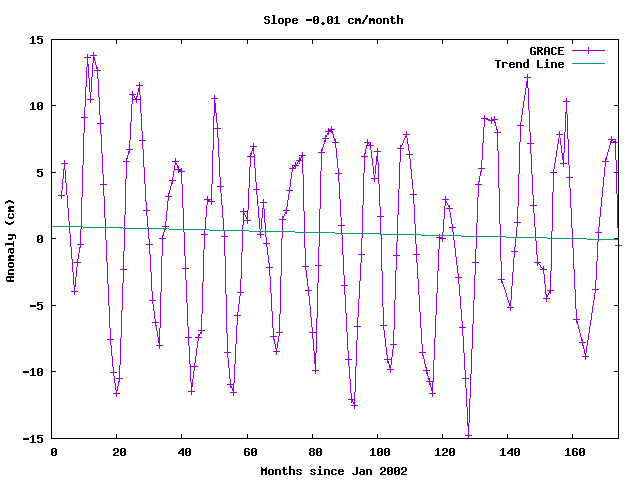 Slope -0.01 cm/month
GRACE
Trend Line
15
10
5
0
-5
-10
-15
Anomaly (cm)
0 20 40 60 80 100 120 140 160
Months since Jan 2002